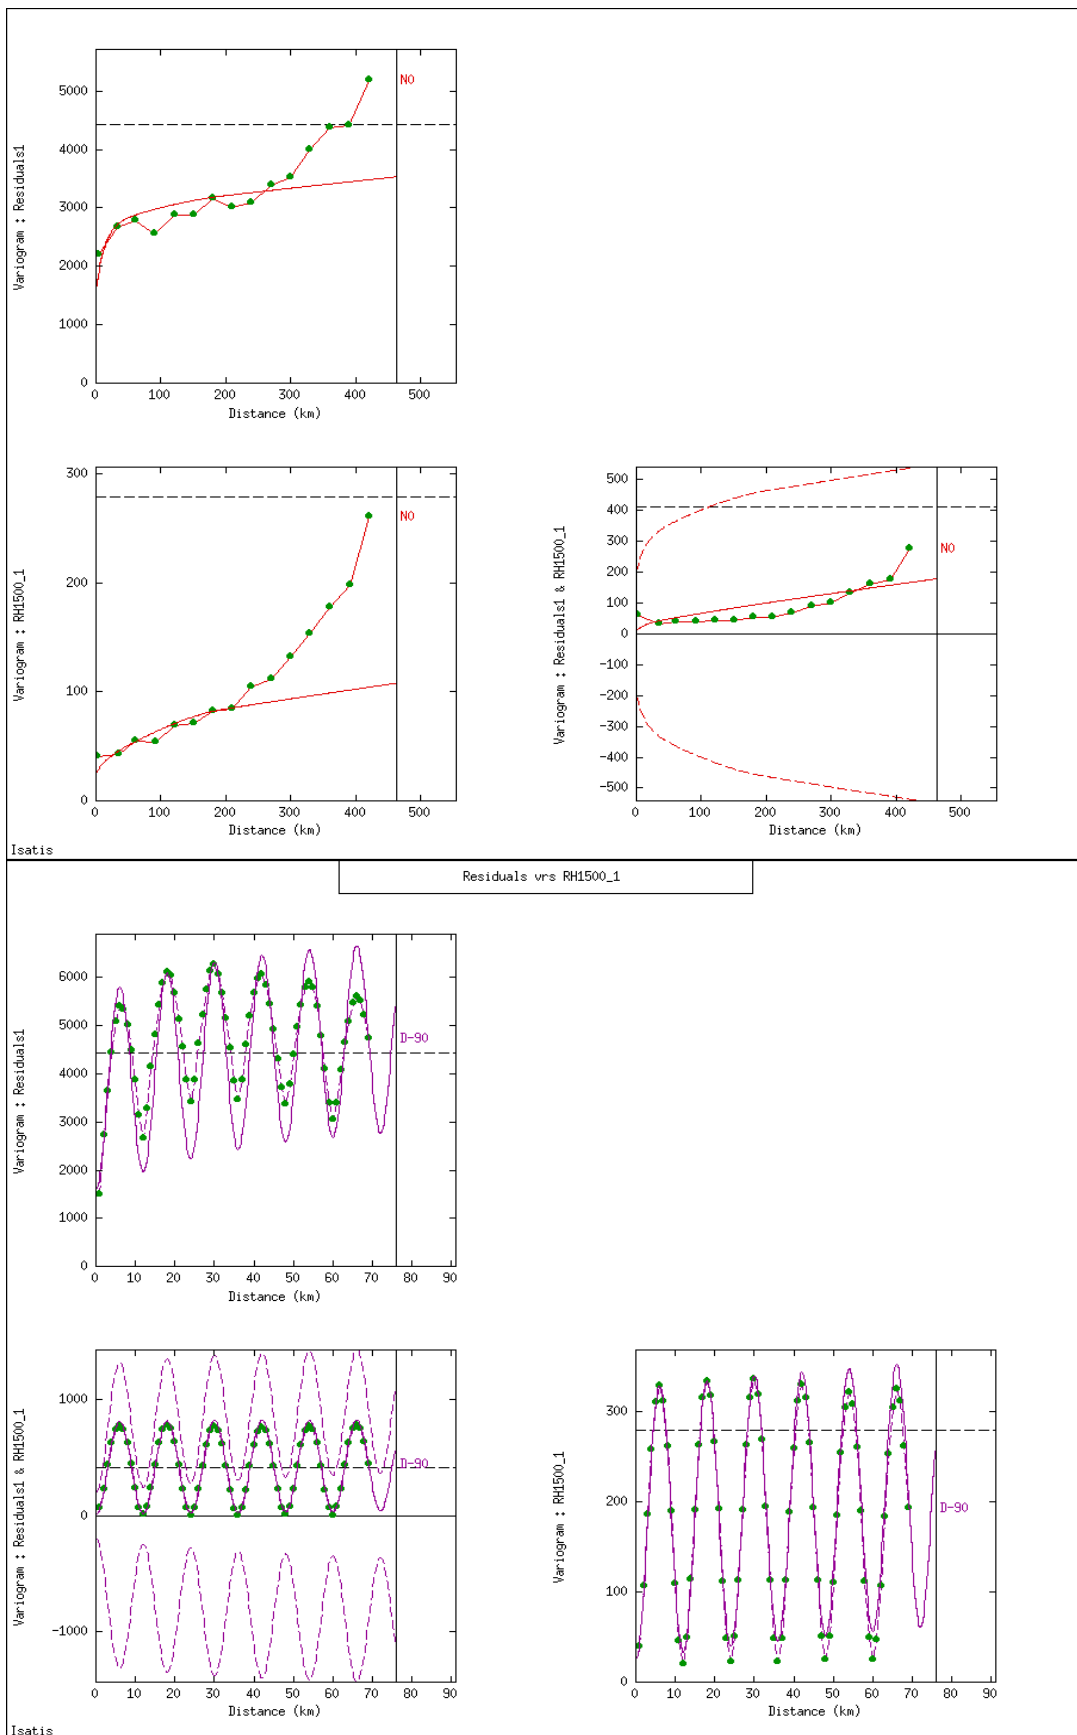 5000
4000
3000
2000
1000
0
N0
0 100 200 300 400 500
Distance (km)
Variogram : Residuals1
300
200
100
0
N0
0 100 200 300 400 500
Distance (km)
Variogram : RH1500_1
500
400
300
200
100
0
-100
-200
-300
-400
-500
N0
0 100 200 300 400 500
Distance (km)
Variogram : Residuals1 & RH1500_1
Isatis
Residuals vrs RH1500_1
6000
5000
4000
3000
2000
1000
0
D-90
0 10 20 30 40 50 60 70 80 90
Distance (km)
Variogram : Residuals1
1000
0
-1000
D-90
0 10 20 30 40 50 60 70 80 90
Distance (km)
Variogram : Residuals1 & RH1500_1
300
200
100
0
D-90
0 10 20 30 40 50 60 70 80 90
Distance (km)
Variogram : RH1500_1
Isatis